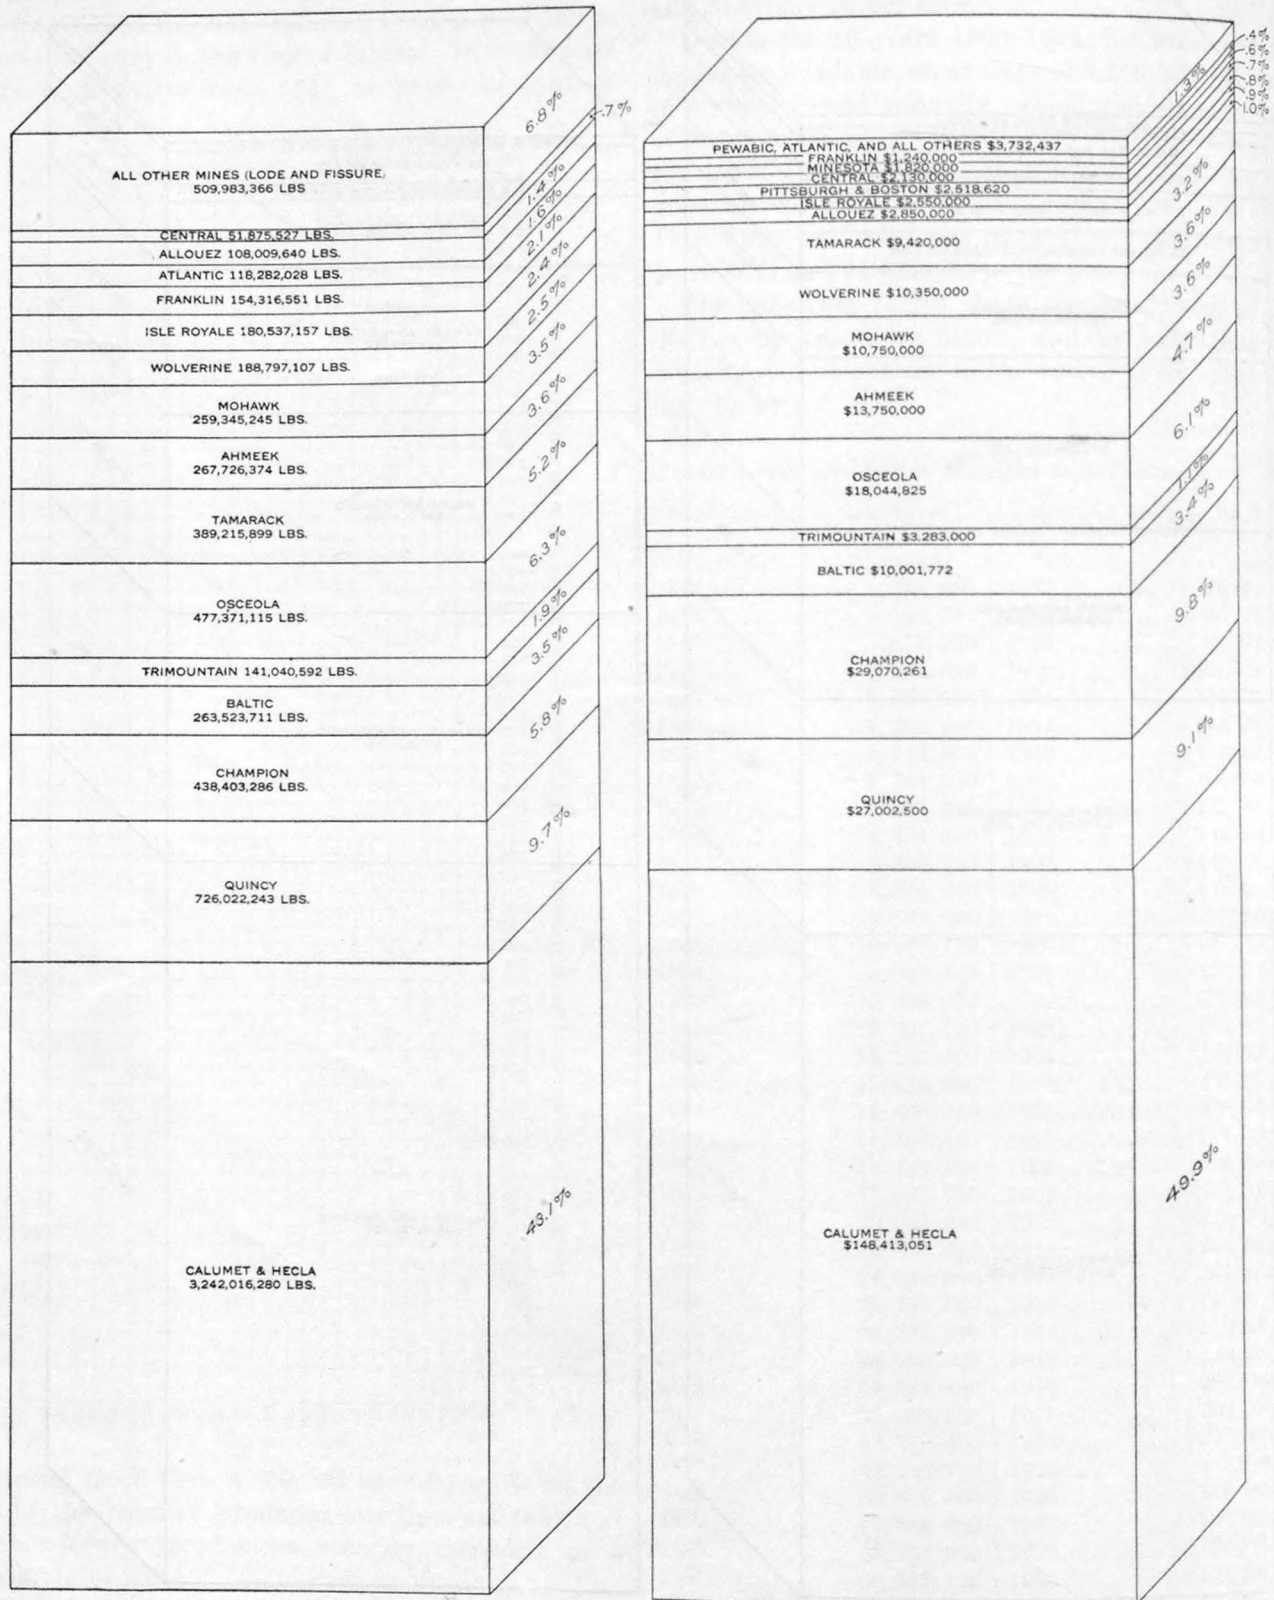 ALL OTHER MINES (LODE AND FISSURE)
509,983,366 LBS
6.8%
CENTRAL 51,875,527 LBS.
.7%
ALLOUEZ 108,009,640 LBS.
1.4%
ATLANTIC 118,282,028 LBS.
1.6%
FRANKLIN 154,316,551 LBS.
2.1%
ISLE ROYALE 180,537,157 LBS.
2.4%
WOLVERINE 188,797,107 LBS.
2.5%
MOHAWK
259,345,245 LBS.
3.5%
AHMEEK
267,726,374 LBS.
3.6%
TAMARACK
389,215,899 LBS.
5.2%
OSCEOLA
477,371,115 LBS.
6.3%
TRIMOUNTAIN 141,040,592 LBS.
1.9%
BALTIC
263,523,711 LBS.
3.5%
CHAMPION
438,403,286 LBS.
5.8%
QUINCY
726,022,243 LBS.
9.7%
CALUMET & HECLA
3,242,016,280 LBS.
43.1%
PEWABIC, ATLANTIC, AND ALL OTHERS $3,732,437
1.3%
FRANKLIN $1,240,000
.4%
MINESOTA $1,820,000
.6%
CENTRAL $2,130,000
.7%
PITTSBURGH & BOSTON $2,518,620
.8%
ISLE ROYALE $2,550,000
.9%
ALLOUEZ $2,850,000
1.0%
TAMARACK $9,420,000
3.2%
WOLVERINE $10,350,000
3.6%
MOHAWK
$10,750,000
3.6%
AHMEEK
$13,750,000
4.7%
OSCEOLA
$18,044,825
6.1%
TRIMOUNTAIN $3,283,000
1.1%
BALTIC $10,001,772
3.4%
CHAMPION
$29,070,261
9.8%
QUINCY
$27,002,500
9.1%
CALUMET & HECLA
$148,413,051
49.9%